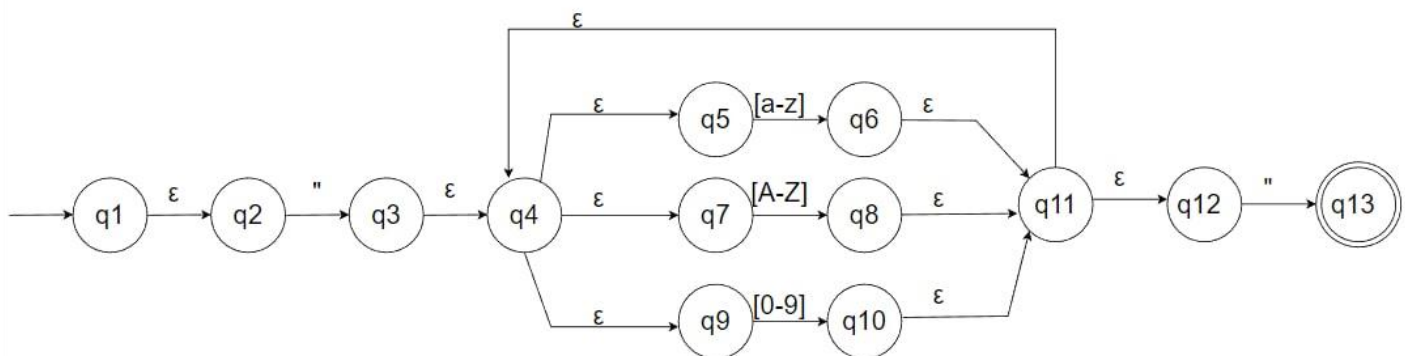 ε
ε [a-z] ε
q5 q6
q1 ε q2 " q3 ε q4 ε q7 [A-Z] q8 ε q11 ε q12 " q13
ε q9 [0-9] q10 ε